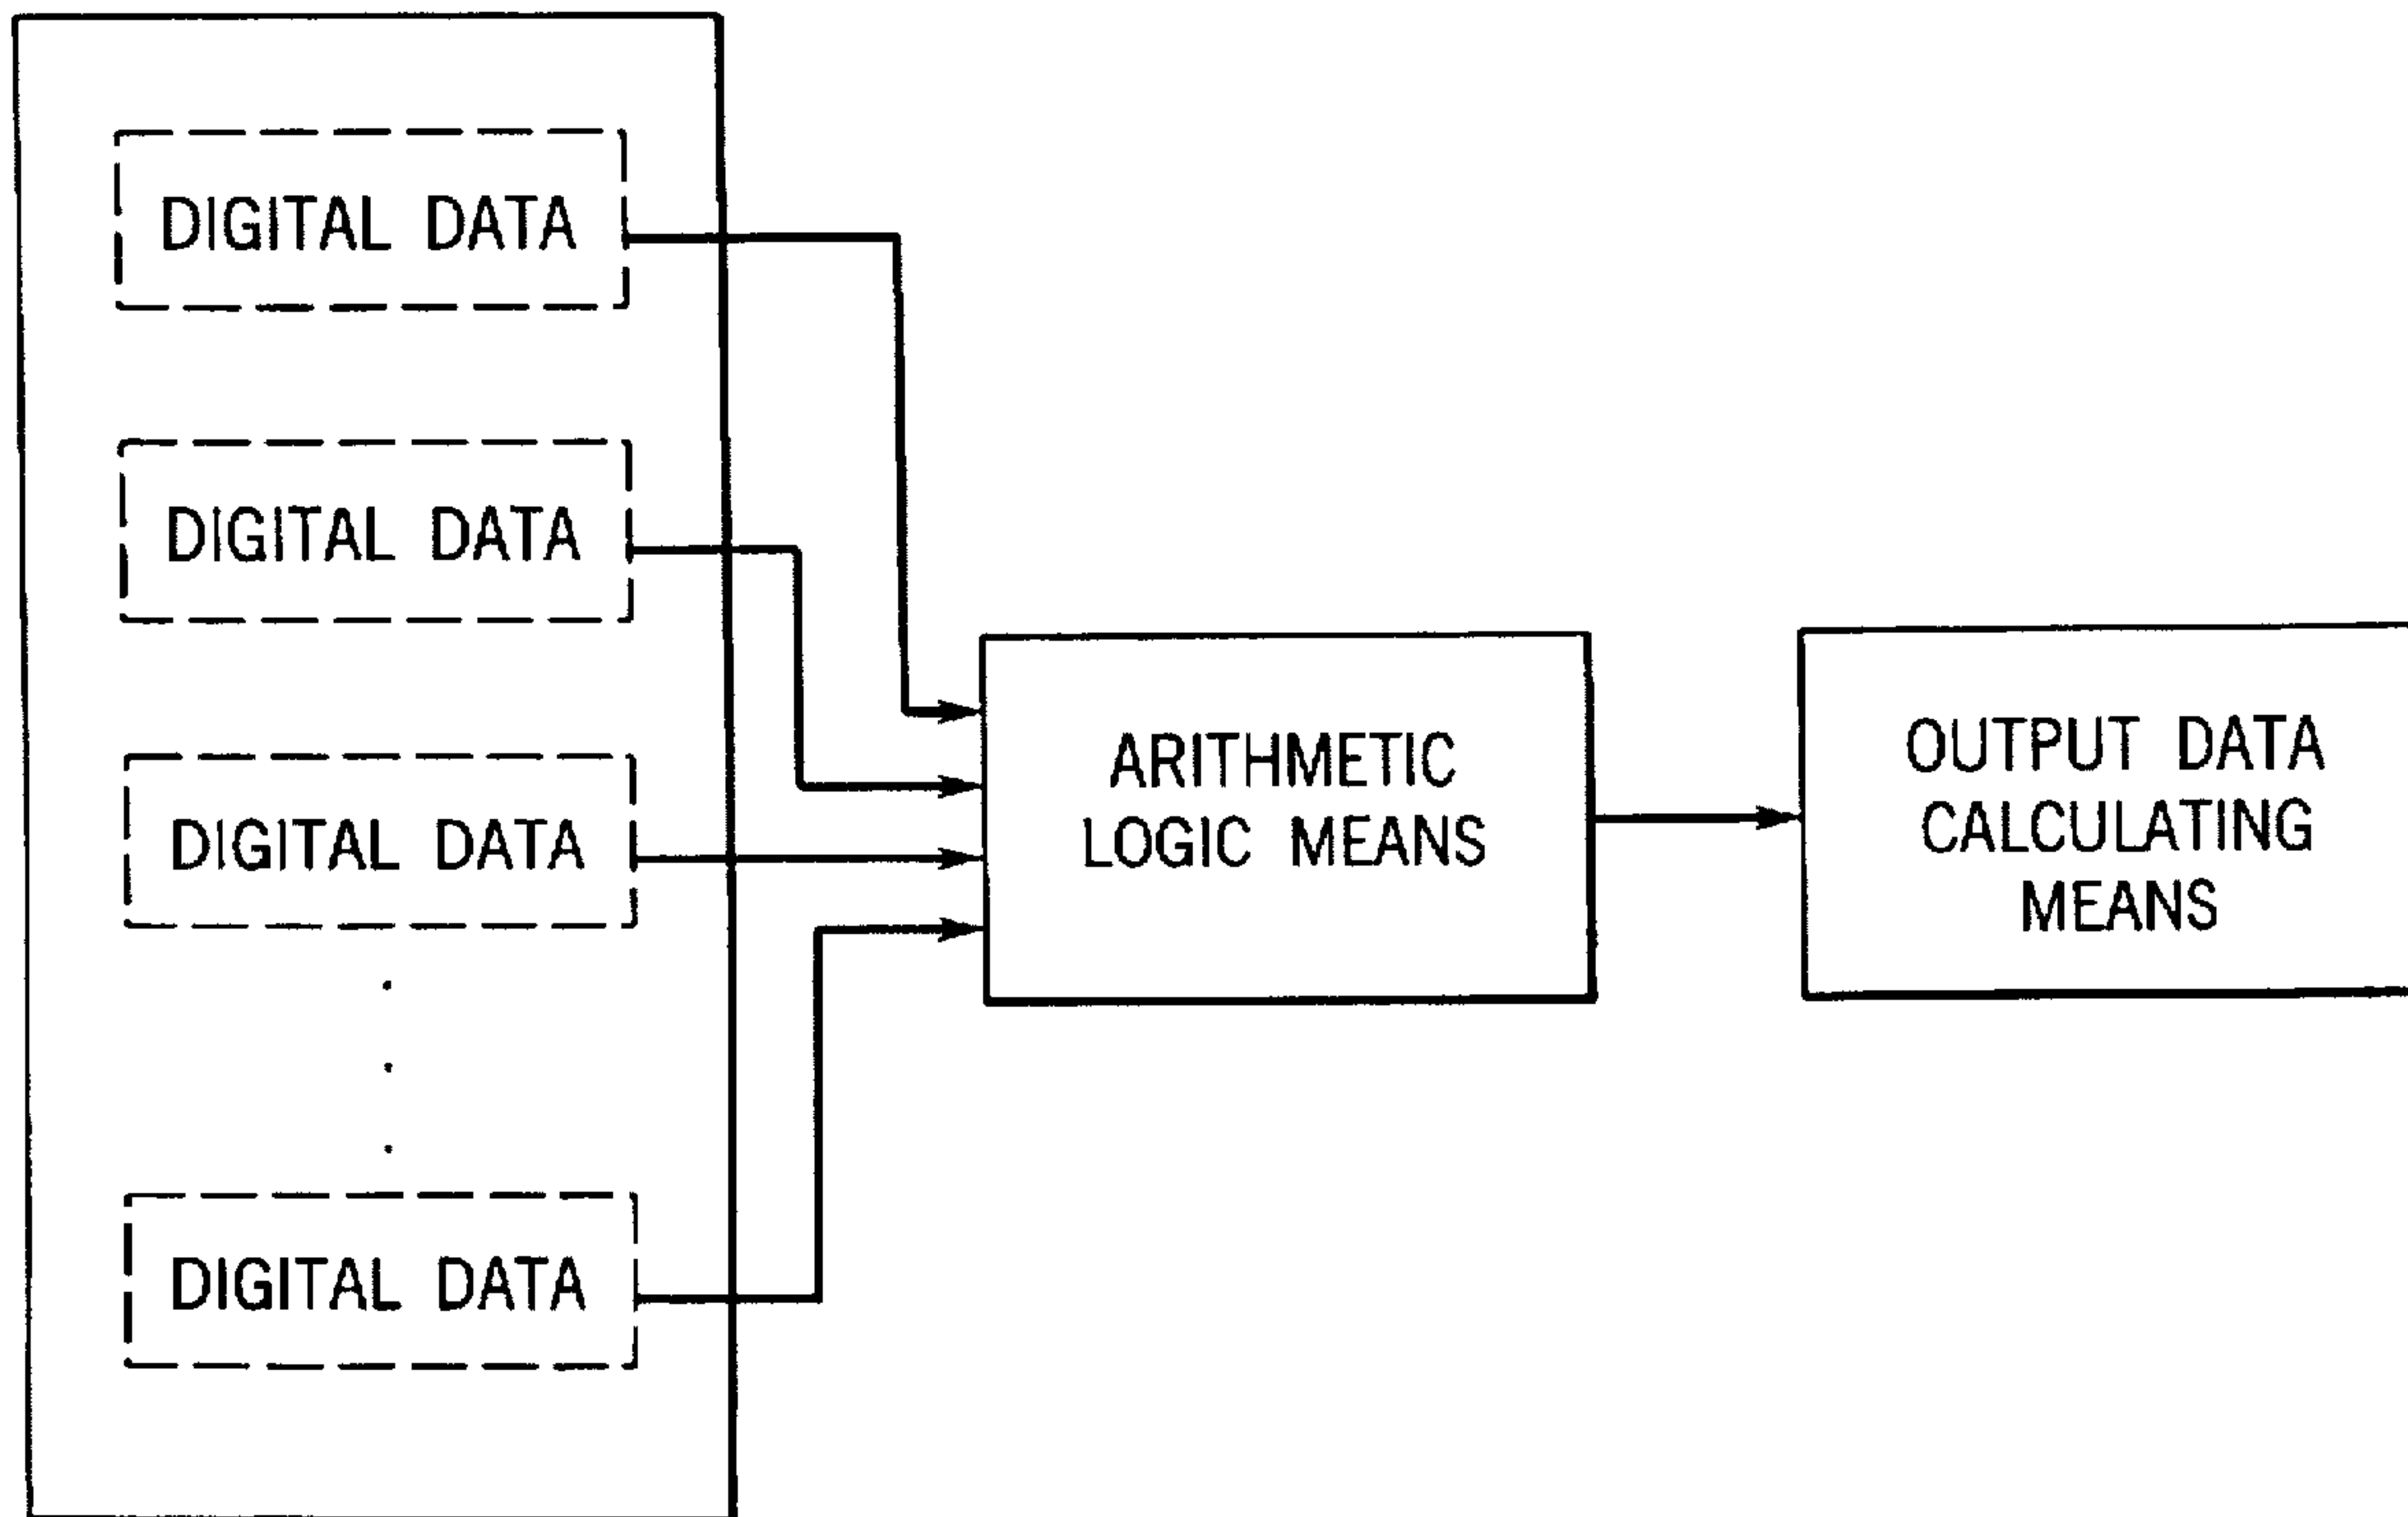 DIGITAL DATA
DIGITAL DATA
DIGITAL DATA
DIGITAL DATA
ARITHMETIC
LOGIC MEANS
OUTPUT DATA
CALCULATING
MEANS